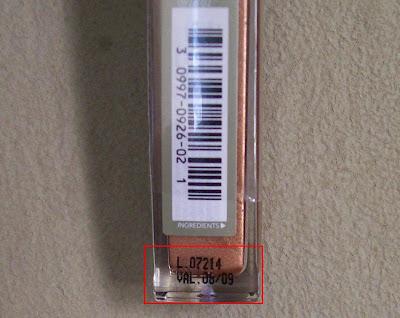 3 0997-0926-02 1
INGREDIENTS
L.07214
VAL.06/09